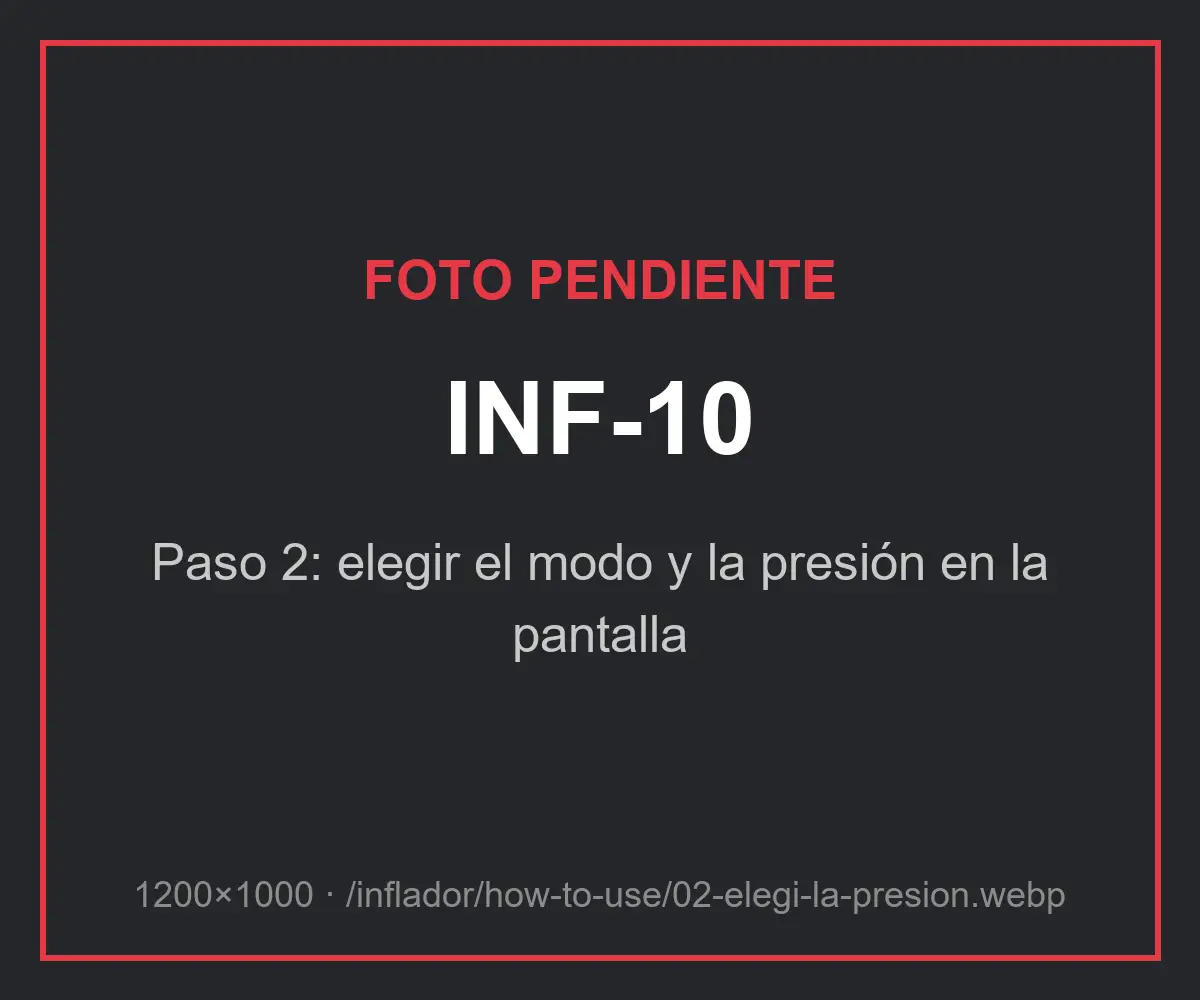 FOTO PENDIENTE
INF-10
Paso 2: elegir el modo y la presión en la
pantalla
1200×1000 · /inflador/how-to-use/02-elegi-la-presion.webp